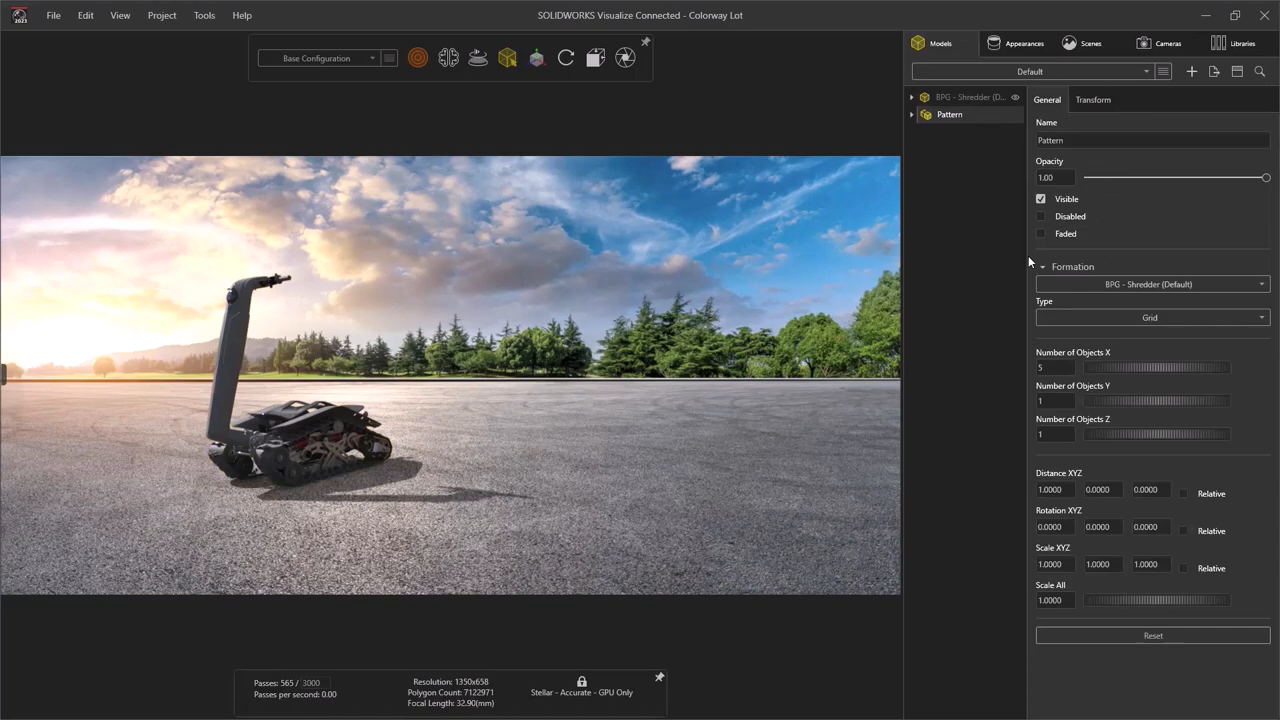 2023
File Edit View Project Tools Help
SOLIDWORKS Visualize Connected - Colorway Lot
Base Configuration
Models Appearances Scenes Cameras Libraries
Default
BPG - Shredder (D...
Pattern
General Transform
Name
Pattern
Opacity
1.00
Visible
Disabled
Faded
Formation
BPG - Shredder (Default)
Type
Grid
Number of Objects X
5
Number of Objects Y
1
Number of Objects Z
1
Distance XYZ
1.0000 0.0000 0.0000 Relative
Rotation XYZ
0.0000 0.0000 0.0000 Relative
Scale XYZ
1.0000 1.0000 1.0000 Relative
Scale All
1.0000
Reset
Passes: 565 / 3000
Passes per second: 0.00
Resolution: 1350x658
Polygon Count: 7122971
Focal Length: 32.90(mm)
Stellar - Accurate - GPU Only